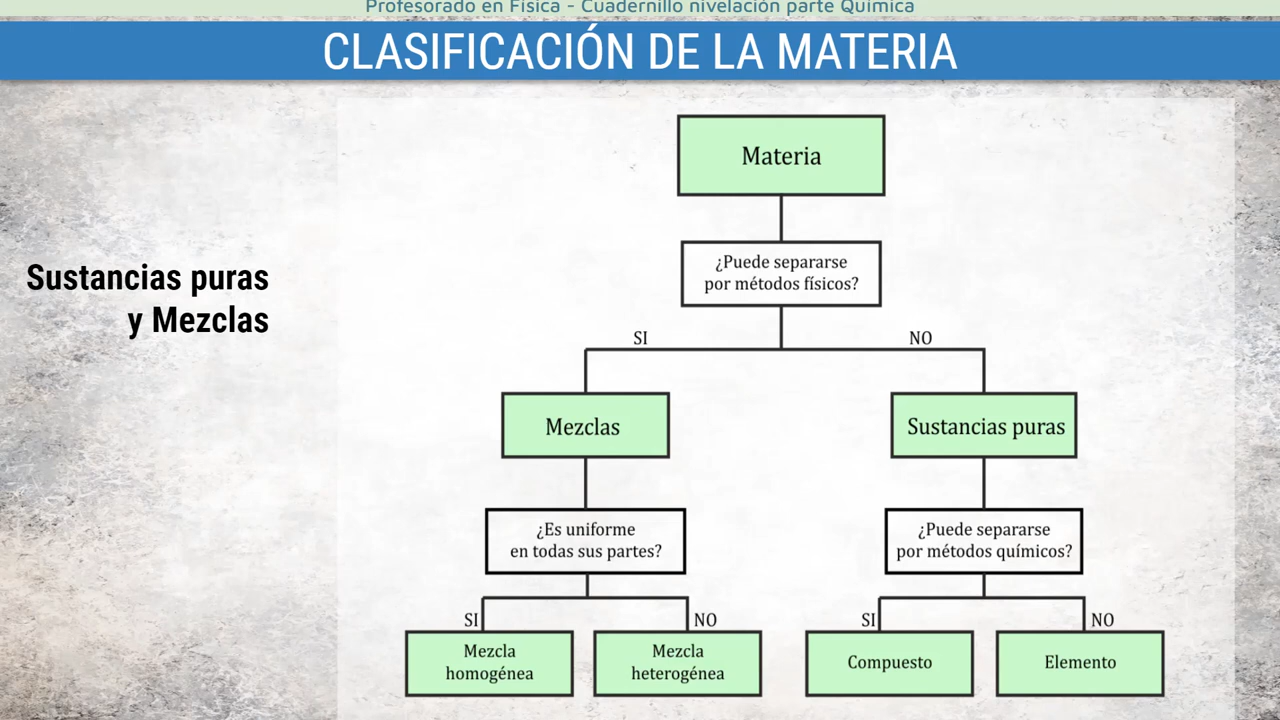 Profesorado en Física - Cuadernillo nivelación parte Química
CLASIFICACIÓN DE LA MATERIA
Sustancias puras
y Mezclas
Materia
¿Puede separarse
por métodos físicos?
SI
NO
Mezclas
Sustancias puras
¿Es uniforme
en todas sus partes?
¿Puede separarse
por métodos químicos?
SI
NO
SI
NO
Mezcla
homogénea
Mezcla
heterogénea
Compuesto
Elemento